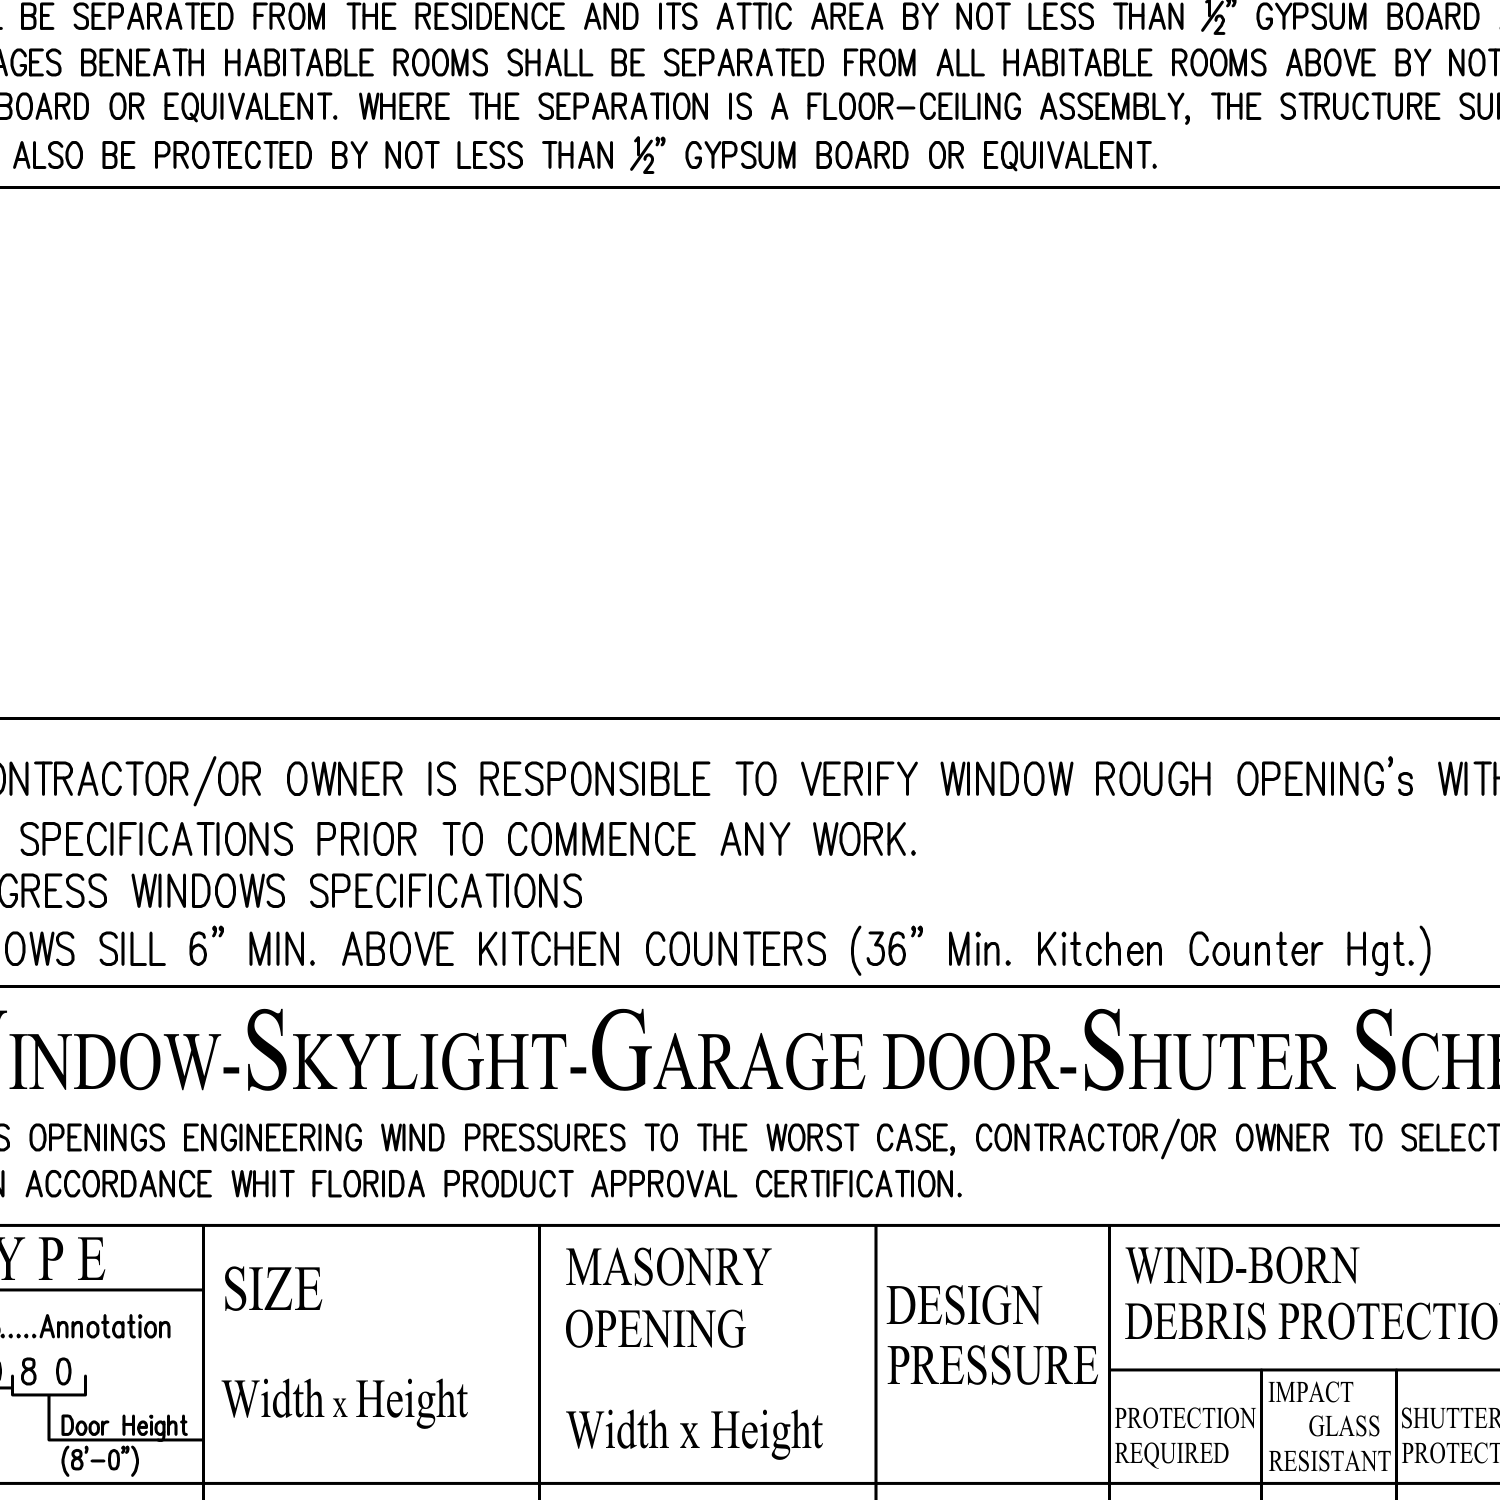 BE SEPARATED FROM THE RESIDENCE AND ITS ATTIC AREA BY NOT LESS THAN ½" GYPSUM BOARD
AGES BENEATH HABITABLE ROOMS SHALL BE SEPARATED FROM ALL HABITABLE ROOMS ABOVE BY NOT
BOARD OR EQUIVALENT. WHERE THE SEPARATION IS A FLOOR-CEILING ASSEMBLY, THE STRUCTURE SU
ALSO BE PROTECTED BY NOT LESS THAN ½" GYPSUM BOARD OR EQUIVALENT.
ONTRACTOR/OR OWNER IS RESPONSIBLE TO VERIFY WINDOW ROUGH OPENING's WITH
SPECIFICATIONS PRIOR TO COMMENCE ANY WORK.
GRESS WINDOWS SPECIFICATIONS
OWS SILL 6" MIN. ABOVE KITCHEN COUNTERS (36" Min. Kitchen Counter Hgt.)
INDOW-SKYLIGHT-GARAGE DOOR-SHUTER SCHE
S OPENINGS ENGINEERING WIND PRESSURES TO THE WORST CASE, CONTRACTOR/OR OWNER TO SELECT
N ACCORDANCE WHIT FLORIDA PRODUCT APPROVAL CERTIFICATION.
Y P E
.....Annotation
8 0
Door Height
(8'-0")
SIZE
Width x Height
MASONRY
OPENING
Width x Height
DESIGN
PRESSURE
WIND-BORN
DEBRIS PROTECTIO
PROTECTION
REQUIRED
IMPACT
GLASS
RESISTANT
SHUTTER
PROTECT